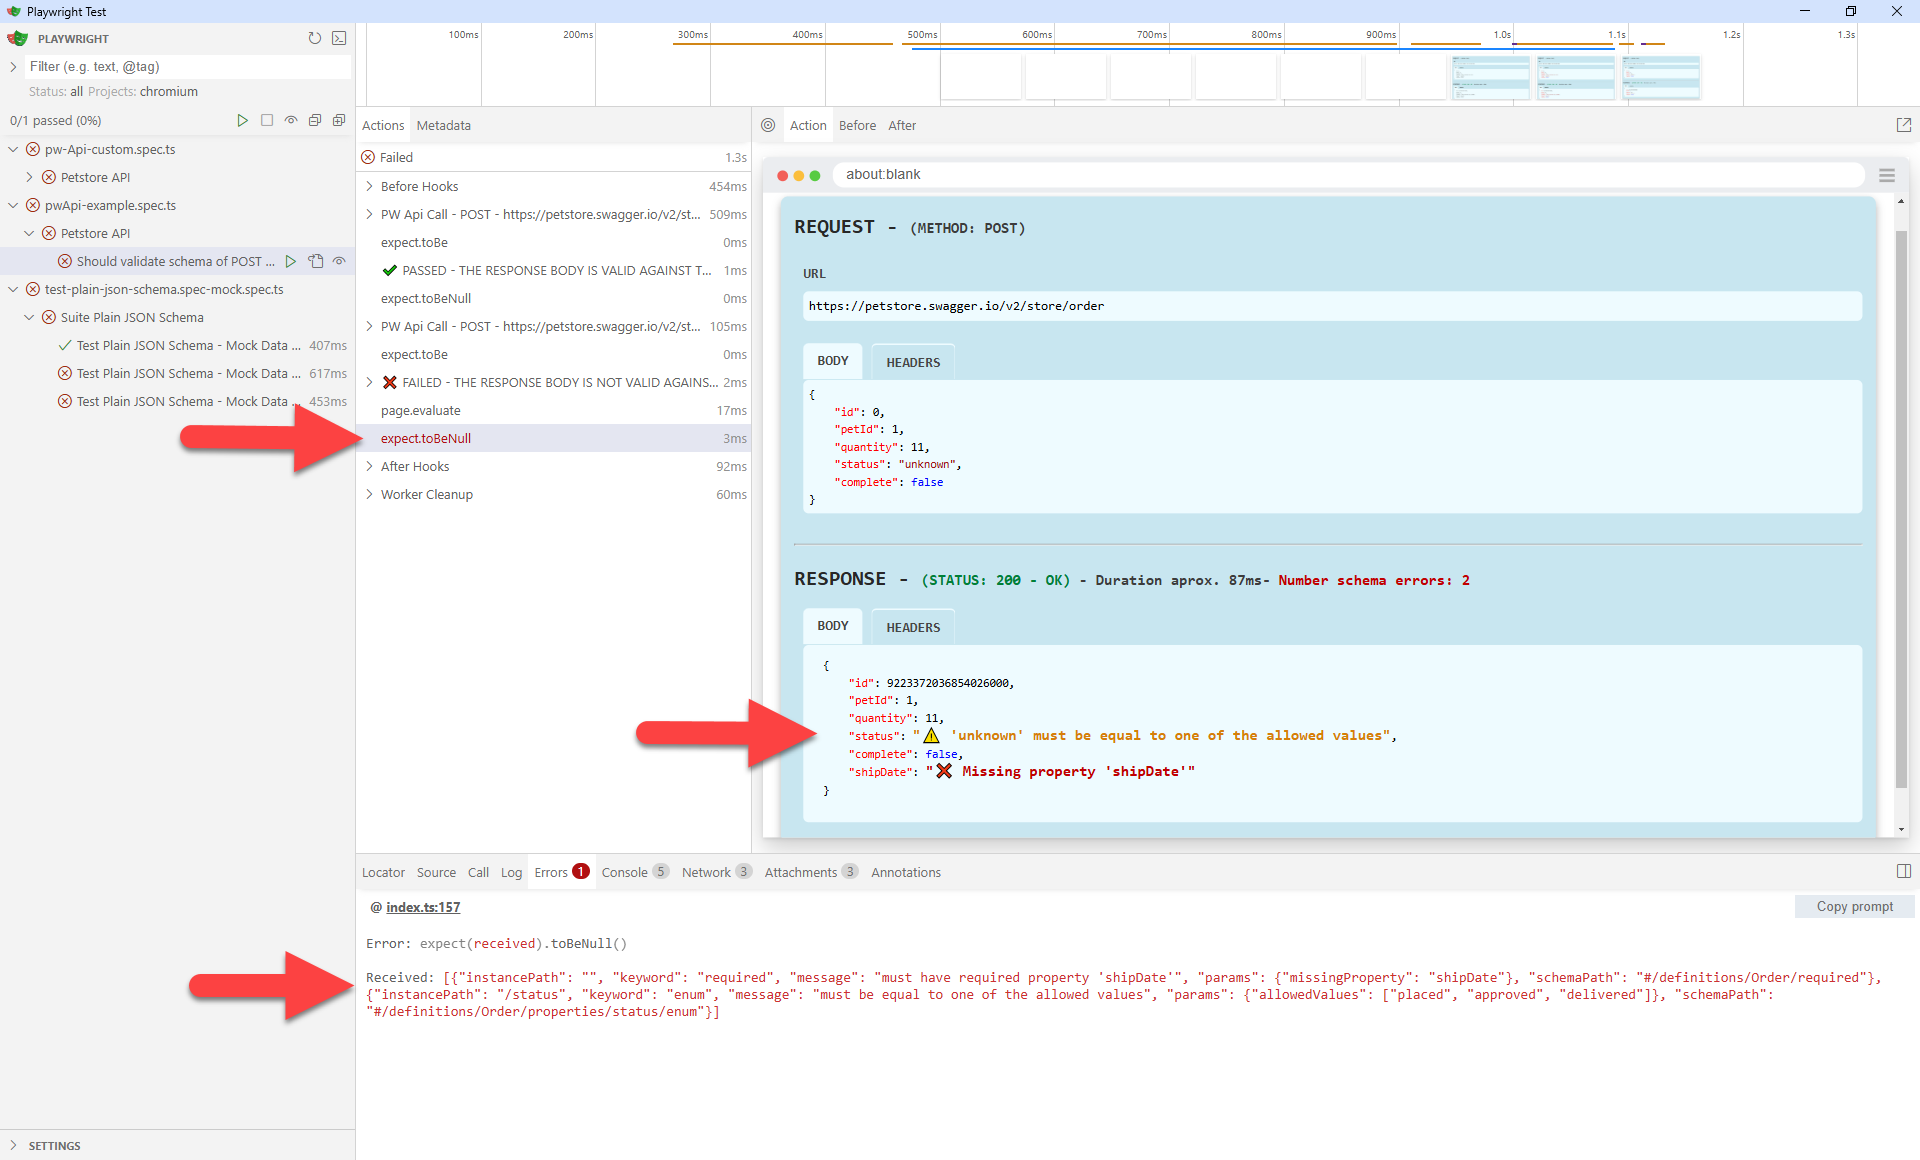 Playwright Test
PLAYWRIGHT
Filter (e.g. text, @tag)
Status: all Projects: chromium
0/1 passed (0%)
pw-Api-custom.spec.ts
Petstore API
pwApi-example.spec.ts
Petstore API
Should validate schema of POST ...
test-plain-json-schema.spec-mock.spec.ts
Suite Plain JSON Schema
Test Plain JSON Schema - Mock Data ... 407ms
Test Plain JSON Schema - Mock Data ... 617ms
Test Plain JSON Schema - Mock Data ... 453ms
SETTINGS
100ms 200ms 300ms 400ms 500ms 600ms 700ms 800ms 900ms 1.0s 1.1s 1.2s 1.3s
Actions Metadata
Failed 1.3s
Before Hooks 454ms
PW Api Call - POST - https://petstore.swagger.io/v2/st... 509ms
expect.toBe 0ms
PASSED - THE RESPONSE BODY IS VALID AGAINST T... 1ms
expect.toBeNull 0ms
PW Api Call - POST - https://petstore.swagger.io/v2/st... 105ms
expect.toBe 0ms
FAILED - THE RESPONSE BODY IS NOT VALID AGAINS... 2ms
page.evaluate 17ms
expect.toBeNull 3ms
After Hooks 92ms
Worker Cleanup 60ms
Action Before After
about:blank
REQUEST - (METHOD: POST)
URL
https://petstore.swagger.io/v2/store/order
BODY HEADERS
{
"id": 0,
"petId": 1,
"quantity": 11,
"status": "unknown",
"complete": false
}
RESPONSE - (STATUS: 200 - OK) - Duration aprox. 87ms- Number schema errors: 2
BODY HEADERS
{
"id": 9223372036854026000,
"petId": 1,
"quantity": 11,
"status": "⚠ 'unknown' must be equal to one of the allowed values",
"complete": false,
"shipDate": "❌ Missing property 'shipDate'"
}
Locator Source Call Log Errors 1 Console 5 Network 3 Attachments 3 Annotations
@ index.ts:157
Copy prompt
Error: expect(received).toBeNull()
Received: [{"instancePath": "", "keyword": "required", "message": "must have required property 'shipDate'", "params": {"missingProperty": "shipDate"}, "schemaPath": "#/definitions/Order/required"},
{"instancePath": "/status", "keyword": "enum", "message": "must be equal to one of the allowed values", "params": {"allowedValues": ["placed", "approved", "delivered"]}, "schemaPath":
"#/definitions/Order/properties/status/enum"}]